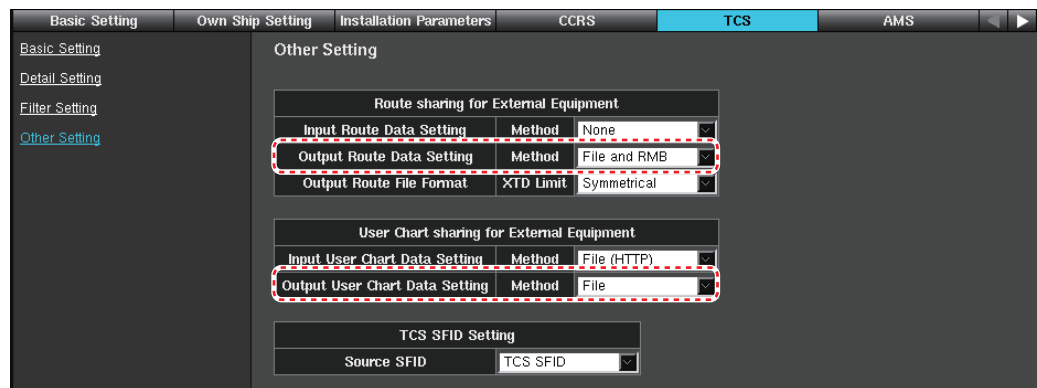 Basic Setting Own Ship Setting Installation Parameters CCRS TCS AMS
Basic Setting
Detail Setting
Filter Setting
Other Setting
Other Setting
Route sharing for External Equipment
Input Route Data Setting Method None
Output Route Data Setting Method File and RMB
Output Route File Format XTD Limit Symmetrical
User Chart sharing for External Equipment
Input User Chart Data Setting Method File (HTTP)
Output User Chart Data Setting Method File
TCS SFID Setting
Source SFID TCS SFID